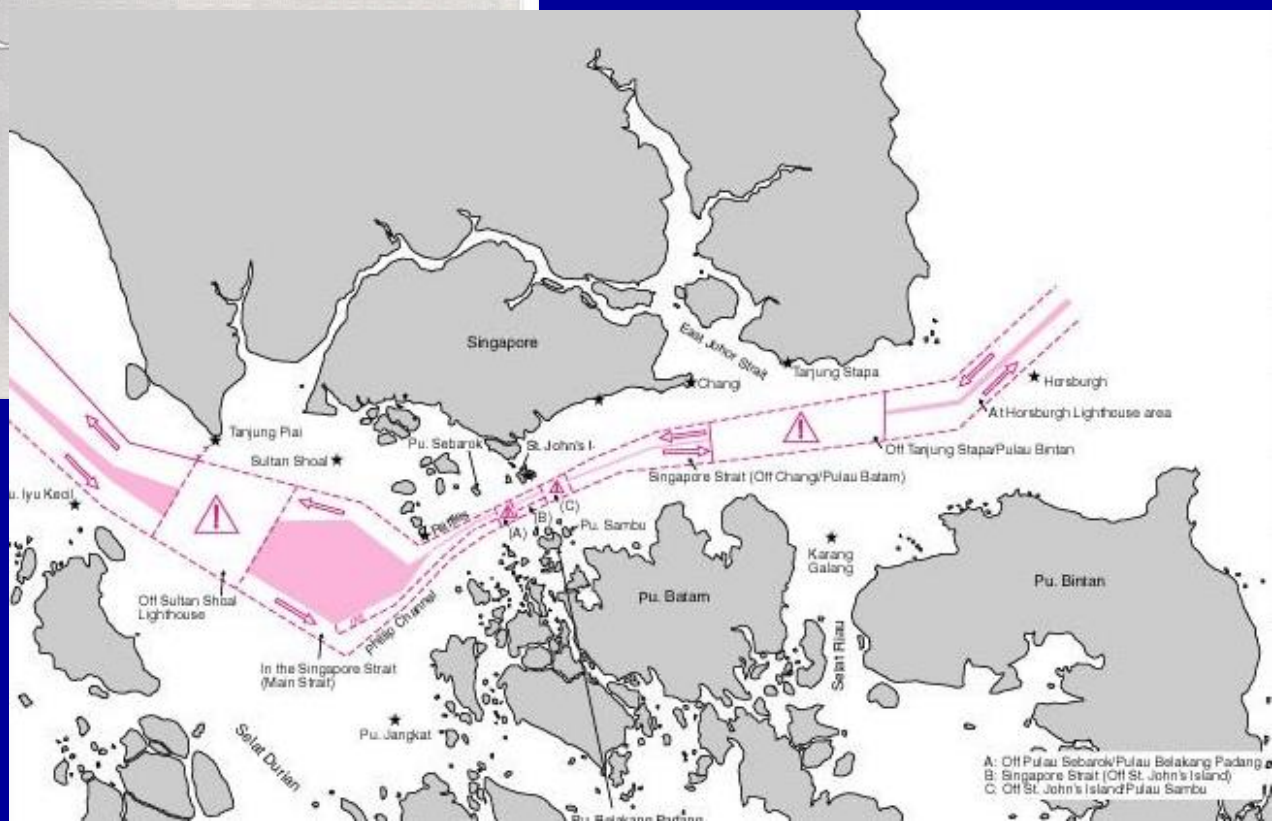 Singapore
East Johor Strait
Changi
Tanjung Stapa
Horsburgh
At Horsburgh Lighthouse area
Off Tanjung Stapa/Pulau Bintan
Tanjung Piai
Sultan Shoal
Pu. Sebarok
St. John's I.
Singapore Strait (Off Changi/Pulau Batam)
u. Iyu Kecil
Raffles
(A)
(B)
(C)
Pu. Sambu
Karang
Galang
Pu. Batam
Pu. Bintan
Off Sultan Shoal
Lighthouse
Philip Channel
In the Singapore Strait
(Main Strait)
Selat Riau
Pu. Jangkat
Selat Durian
A: Off Pulau Sebarok/Pulau Belakang Padang
B: Singapore Strait (Off St. John's Island)
C: Off St. John's Island/Pulau Sambu
Pu. Belakang Padang